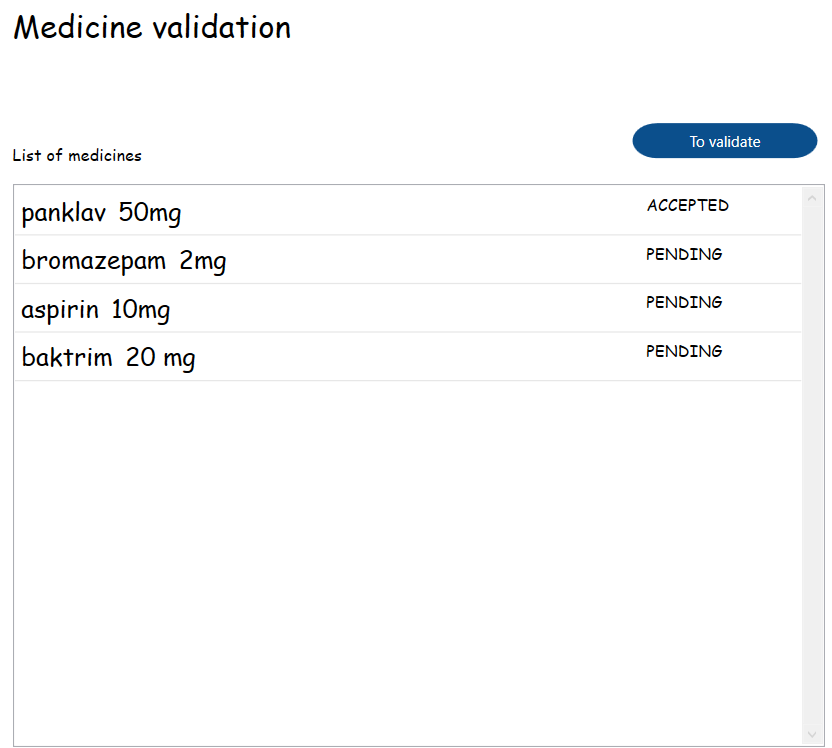 Medicine validation
To validate
List of medicines
panklav 50mg ACCEPTED
bromazepam 2mg PENDING
aspirin 10mg PENDING
baktrim 20 mg PENDING